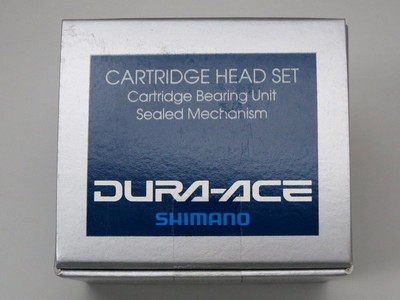 CARTRIDGE HEAD SET
Cartridge Bearing Unit
Sealed Mechanism
DURA-ACE
SHIMANO